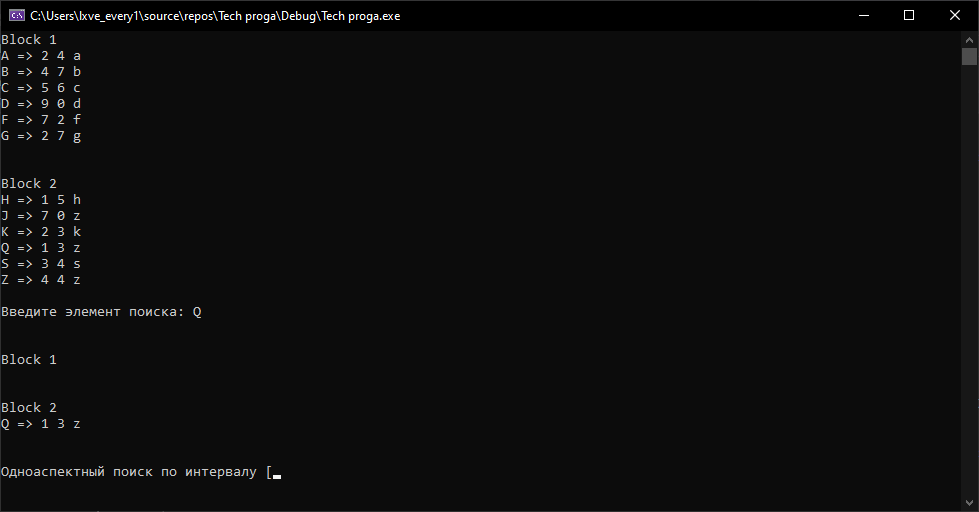 C:\Users\lxve_every1\source\repos\Tech proga\Debug\Tech proga.exe
Block 1
A => 2 4 a
B => 4 7 b
C => 5 6 c
D => 9 0 d
F => 7 2 f
G => 2 7 g
Block 2
H => 1 5 h
J => 7 0 z
K => 2 3 k
Q => 1 3 z
S => 3 4 s
Z => 4 4 z
Введите элемент поиска: Q
Block 1
Block 2
Q => 1 3 z
Одноаспектный поиск по интервалу [